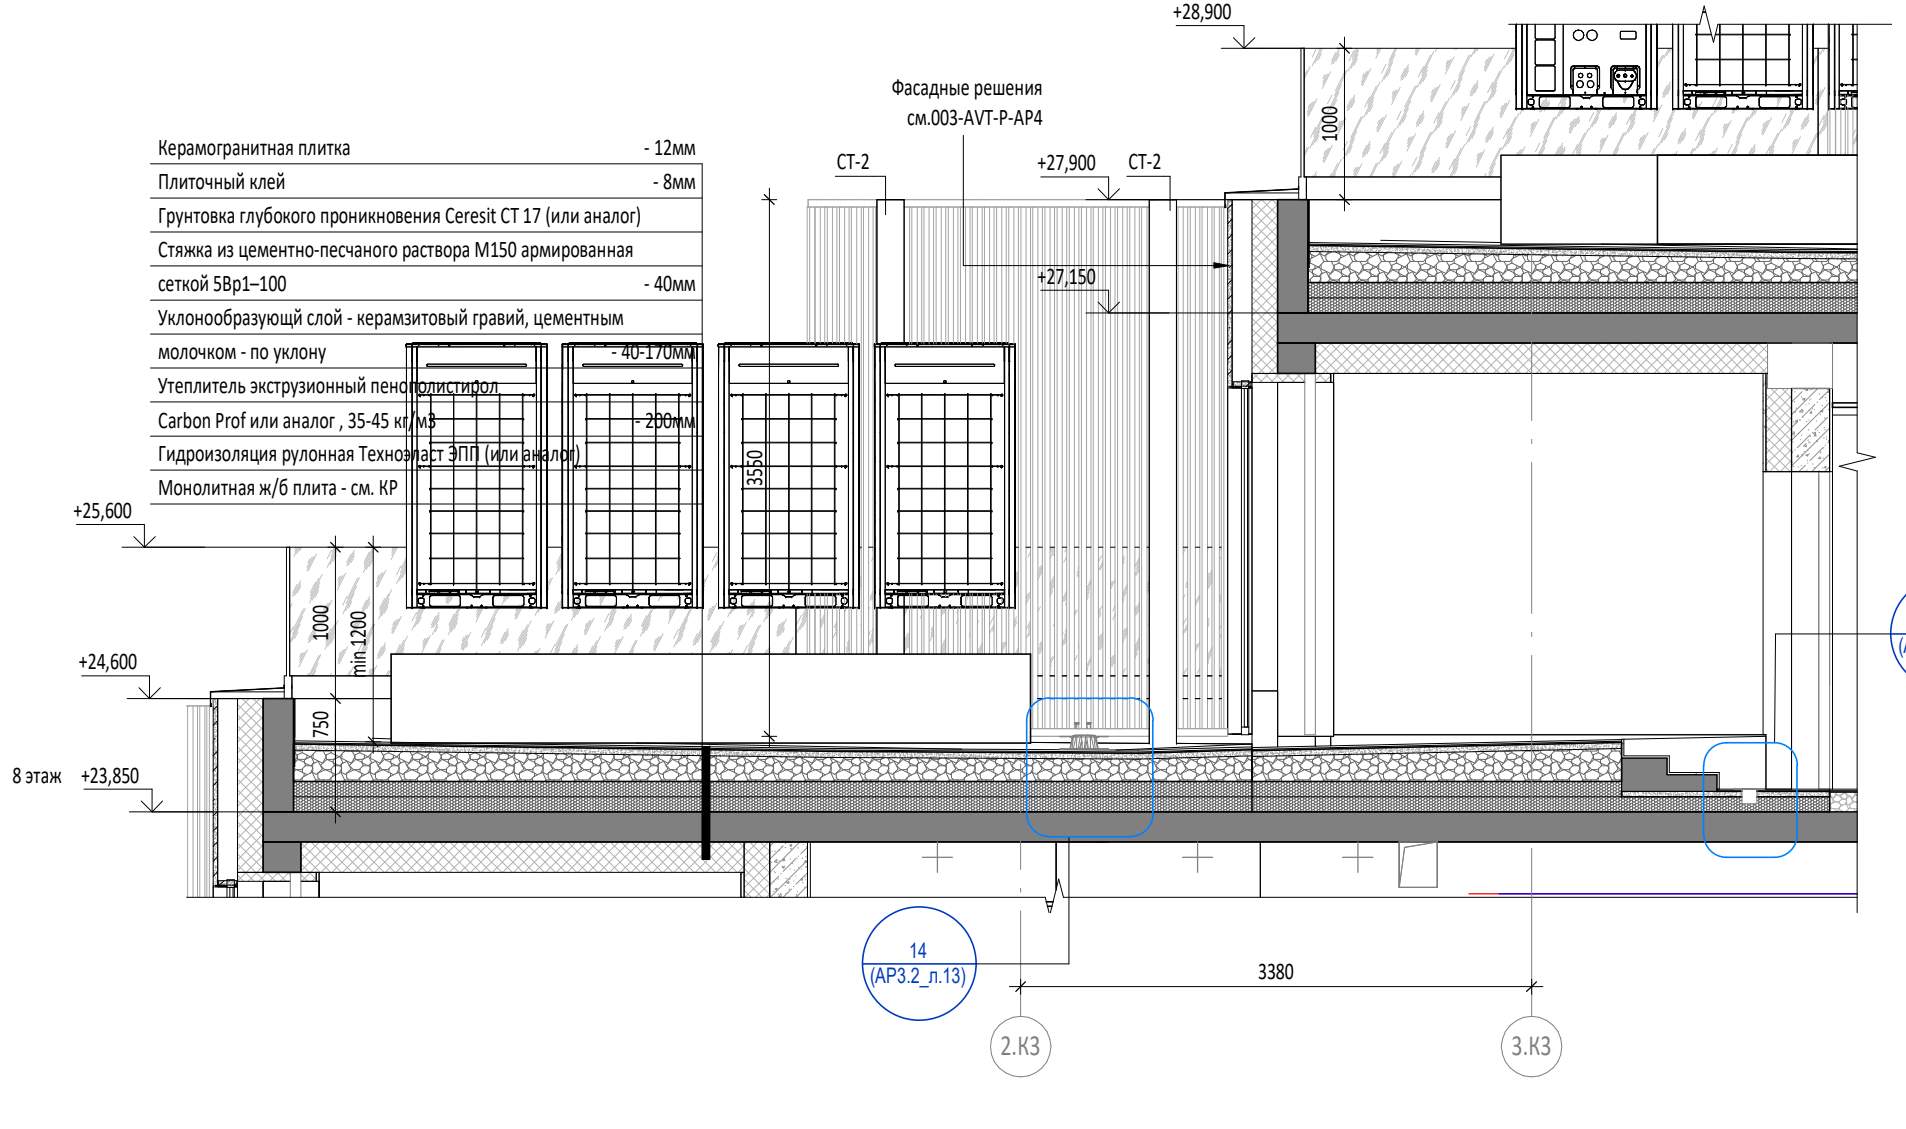 +28,900
Фасадные решения
см.003-AVT-P-AP4
1000
Керамогранитная плитка - 12мм
Плиточный клей - 8мм
Грунтовка глубокого проникновения Ceresit CT 17 (или аналог)
Стяжка из цементно-песчаного раствора М150 армированная
сеткой 5Вр1–100 - 40мм
Уклонообразующй слой - керамзитовый гравий, цементным
молочком - по уклону - 40-170мм
Утеплитель экструзионный пенополистирол
Carbon Prof или аналог , 35-45 кг/м3 - 200мм
Гидроизоляция рулонная Техноэласт ЭПП (или аналог)
Монолитная ж/б плита - см. КР
СТ-2
+27,900
СТ-2
+27,150
3550
+25,600
1000
min 1200
+24,600
750
8 этаж
+23,850
14
(АР3.2_л.13)
3380
2.К3
3.К3